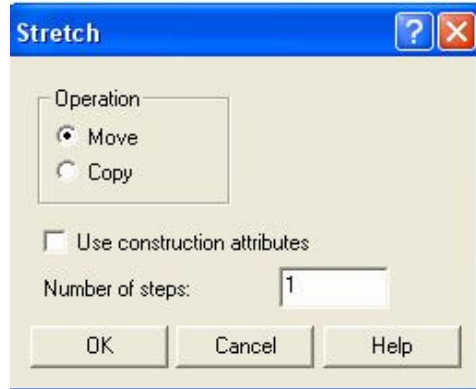 Stretch
Operation
Move
Copy
Use construction attributes
Number of steps: 1
OK Cancel Help